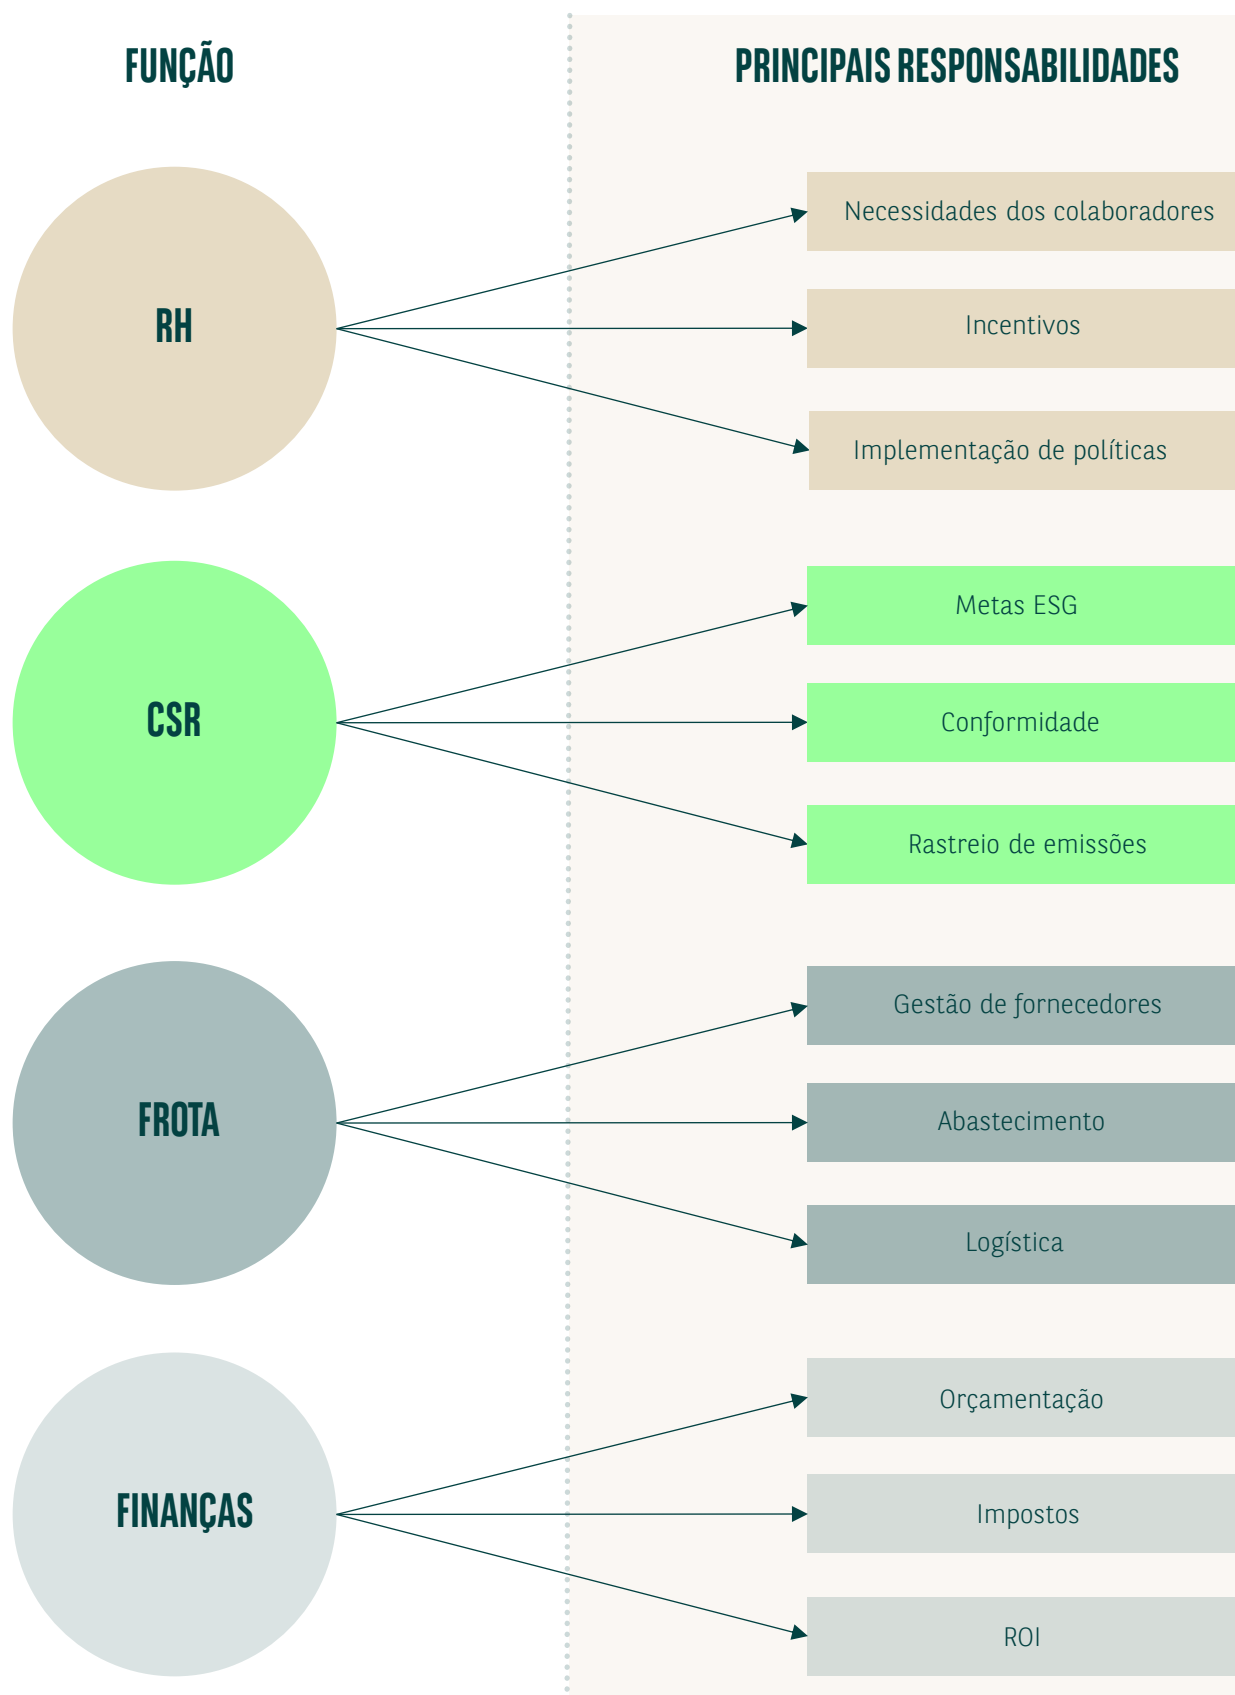 FUNÇÃO
PRINCIPAIS RESPONSABILIDADES
RH
Necessidades dos colaboradores
Incentivos
Implementação de políticas
CSR
Metas ESG
Conformidade
Rastreio de emissões
FROTA
Gestão de fornecedores
Abastecimento
Logística
FINANÇAS
Orçamentação
Impostos
ROI